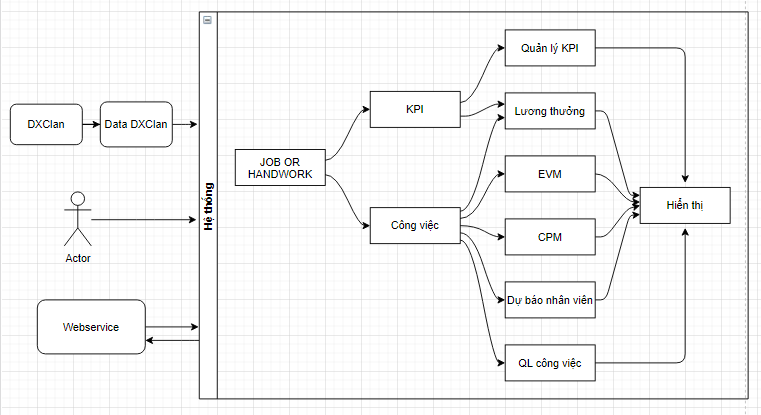 DXClan
Data DXClan
Actor
Webservice
Hệ thống
JOB OR
HANDWORK
KPI
Công việc
Quản lý KPI
Lương thưởng
EVM
CPM
Dự báo nhân viên
QL công việc
Hiển thị